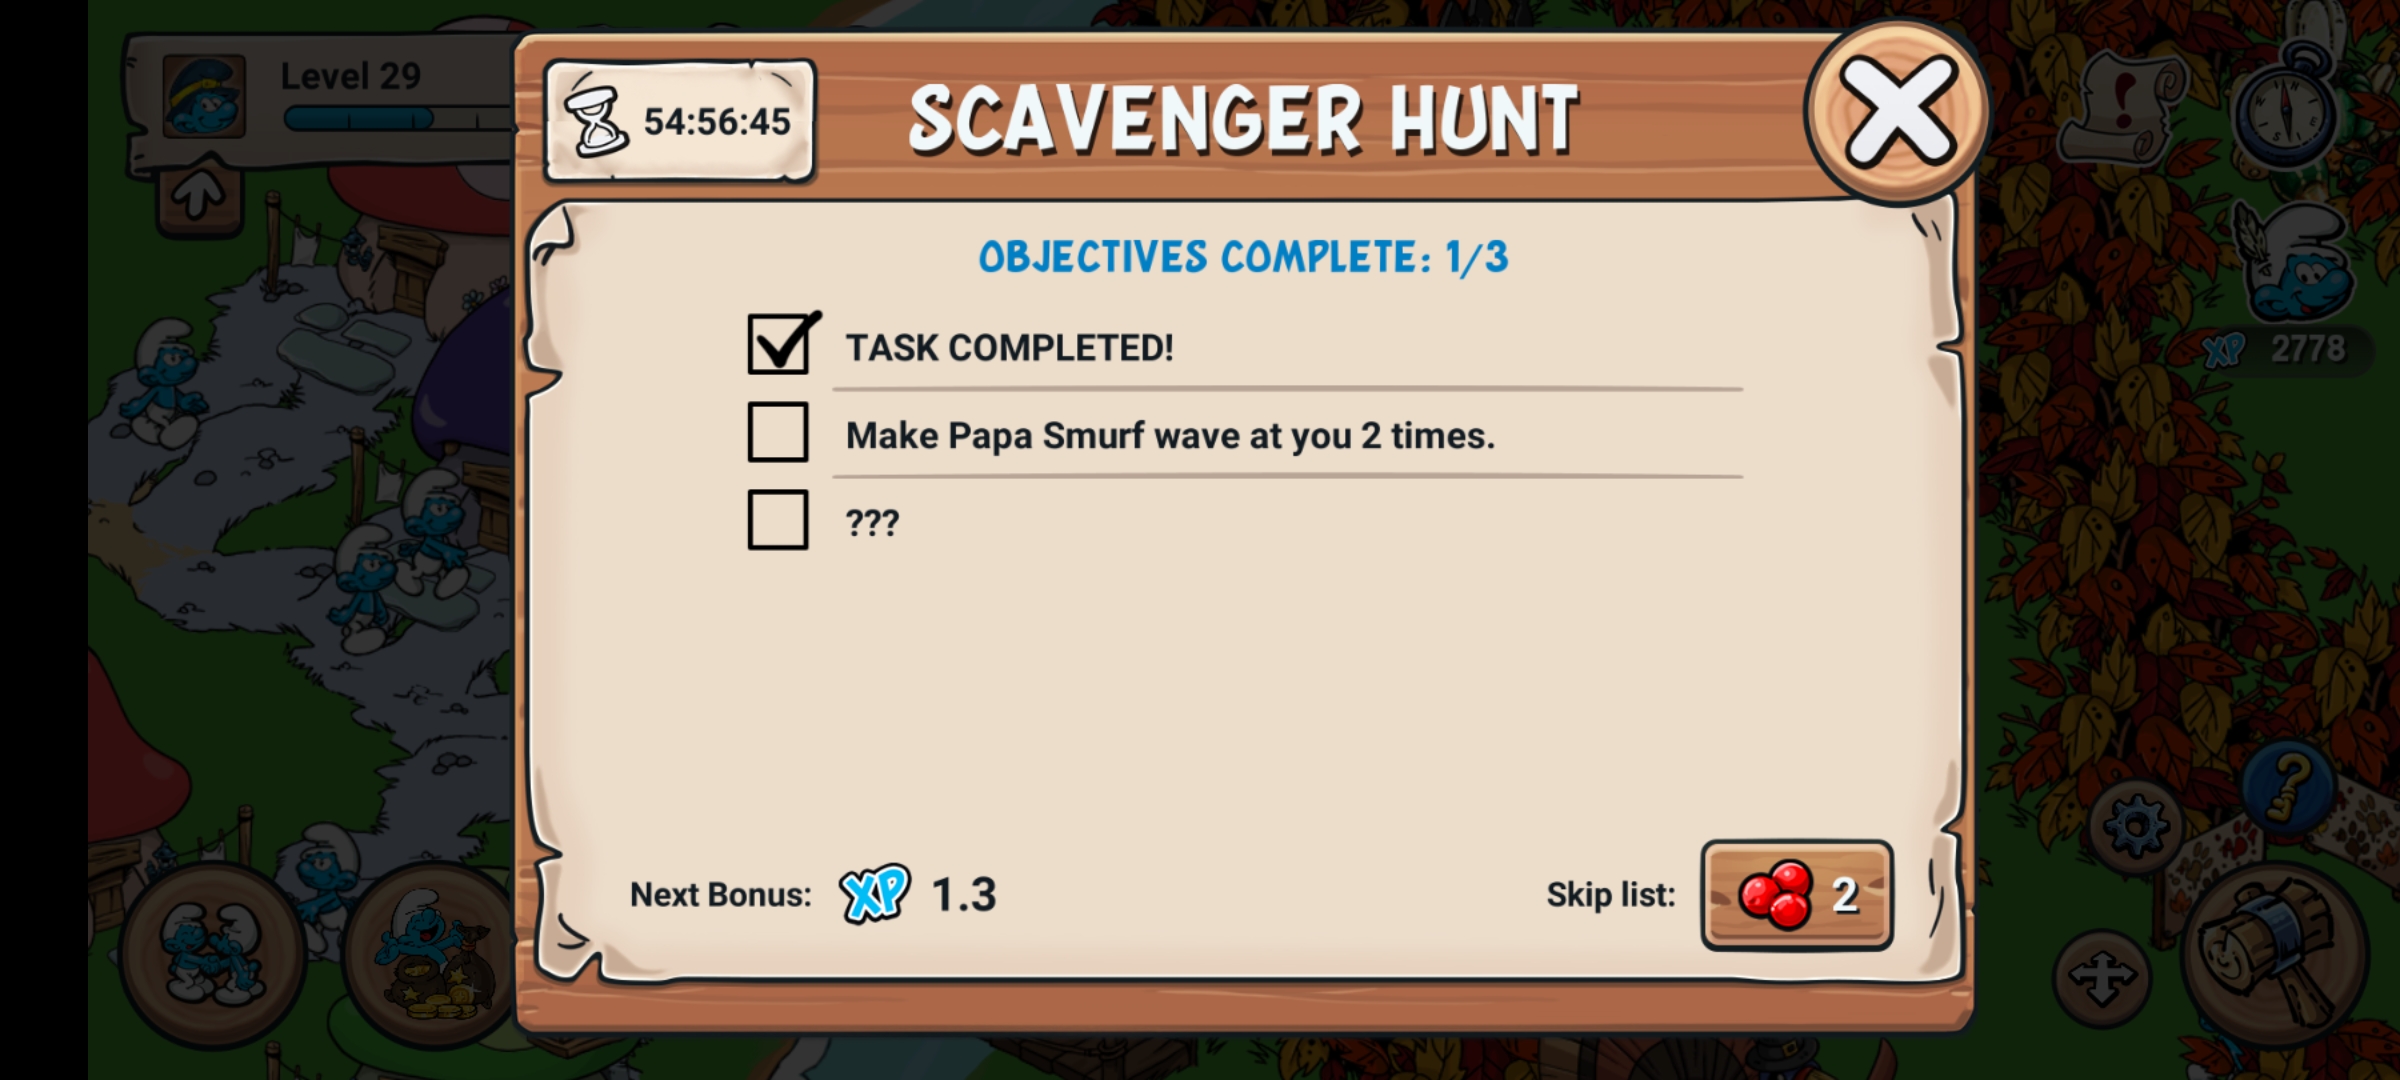 Level 29
54:56:45
SCAVENGER HUNT
OBJECTIVES COMPLETE: 1/3
TASK COMPLETED!
Make Papa Smurf wave at you 2 times.
???
XP 2778
Next Bonus: XP 1.3
Skip list: 2